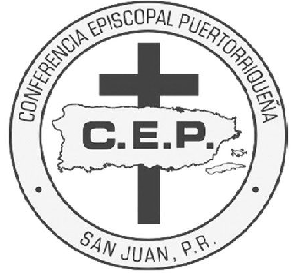 CONFERENCIA EPISCOPAL PUERTORRIQUEÑA
C.E.P.
SAN JUAN, P.R.